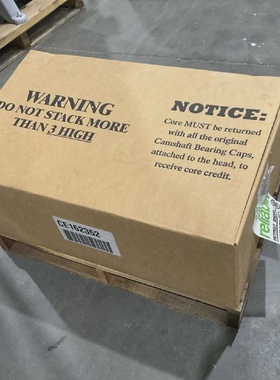 WARNING
DO NOT STACK MORE
THAN 3 HIGH
NOTICE:
Core MUST be returned
with all the original
Camshaft Bearing Caps,
attached to the head, to
receive core credit.
CE162352